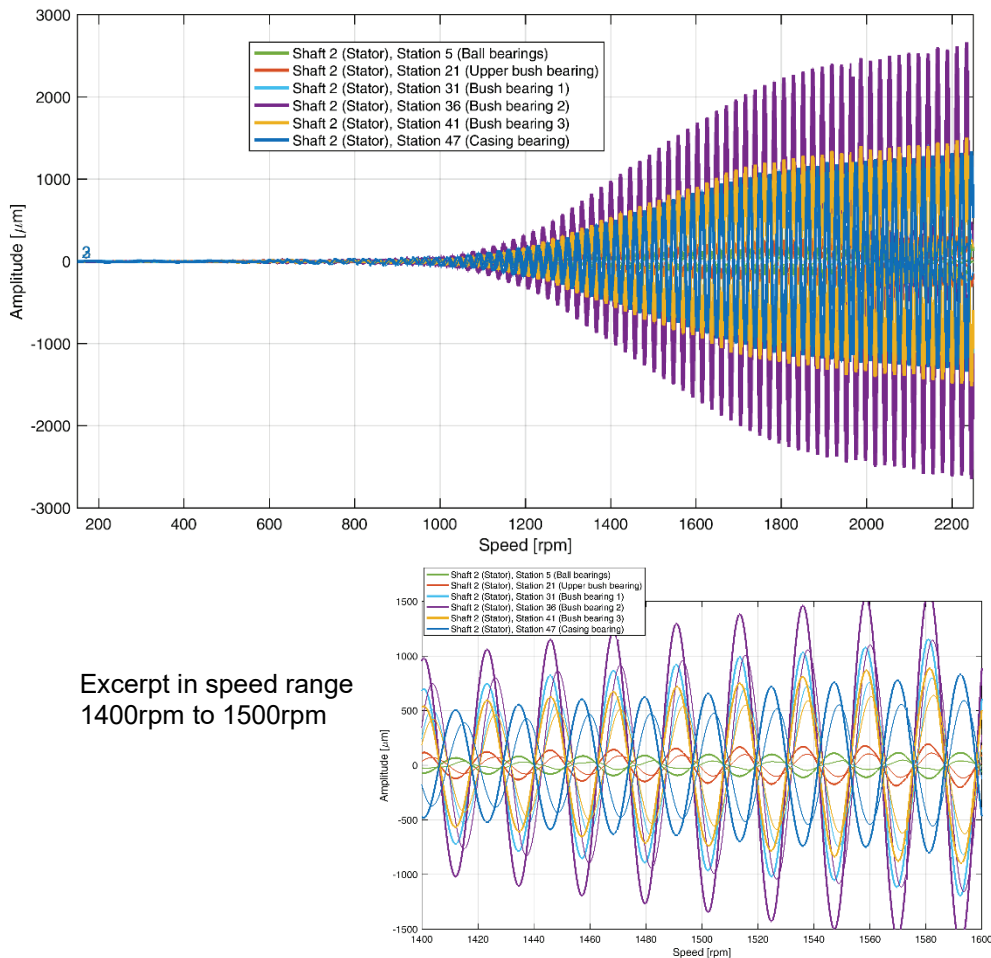 3000
2000
1000
0
-1000
-2000
-3000
Amplitude [μm]
Shaft 2 (Stator), Station 5 (Ball bearings)
Shaft 2 (Stator), Station 21 (Upper bush bearing)
Shaft 2 (Stator), Station 31 (Bush bearing 1)
Shaft 2 (Stator), Station 36 (Bush bearing 2)
Shaft 2 (Stator), Station 41 (Bush bearing 3)
Shaft 2 (Stator), Station 47 (Casing bearing)
200 400 600 800 1000 1200 1400 1600 1800 2000 2200
Speed [rpm]
Excerpt in speed range
1400rpm to 1500rpm
1500
1000
500
0
-500
-1000
-1500
Amplitude [μm]
Shaft 2 (Stator), Station 5 (Ball bearings)
Shaft 2 (Stator), Station 21 (Upper bush bearing)
Shaft 2 (Stator), Station 31 (Bush bearing 1)
Shaft 2 (Stator), Station 36 (Bush bearing 2)
Shaft 2 (Stator), Station 41 (Bush bearing 3)
Shaft 2 (Stator), Station 47 (Casing bearing)
1400 1420 1440 1460 1480 1500 1520 1540 1560 1580 1600
Speed [rpm]